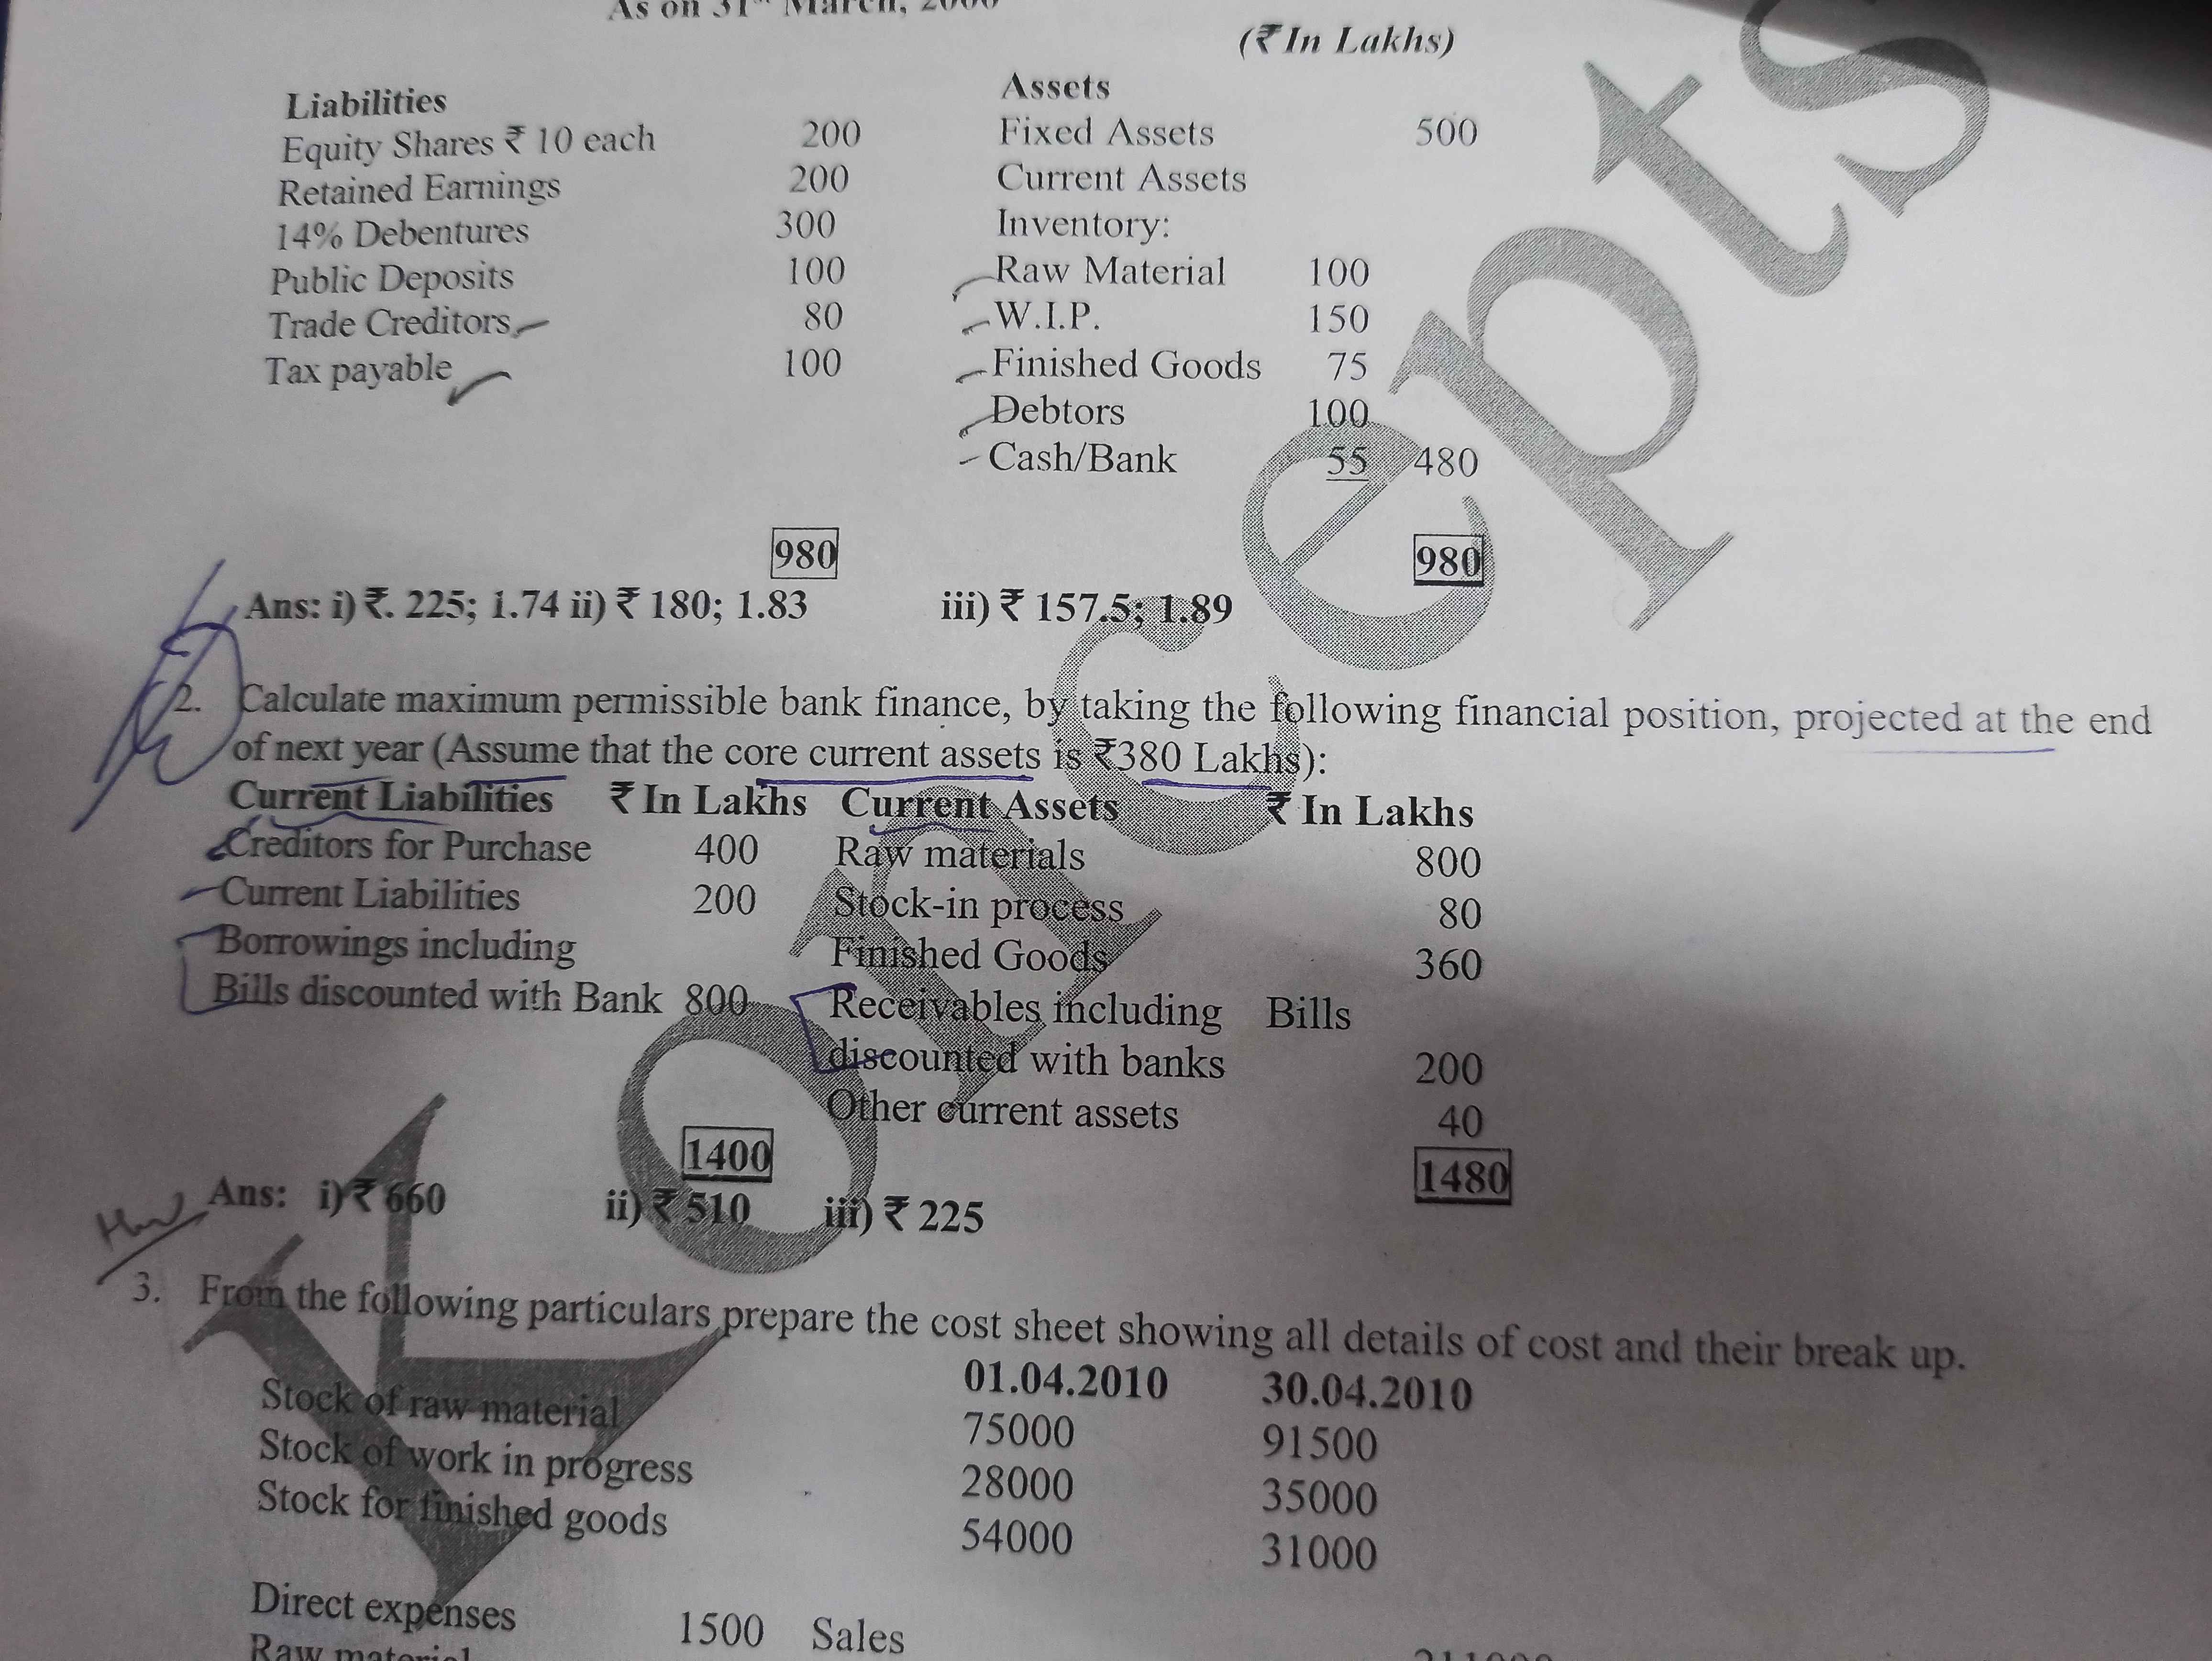 As on 31st March, 2006
(₹ In Lakhs)
Liabilities Assets
Equity Shares ₹ 10 each 200 Fixed Assets 500
Retained Earnings 200 Current Assets
14% Debentures 300 Inventory:
Public Deposits 100 Raw Material 100
Trade Creditors 80 W.I.P. 150
Tax payable 100 Finished Goods 75
Debtors 100
Cash/Bank 55 480
980 980
Ans: i) ₹. 225; 1.74 ii) ₹ 180; 1.83 iii) ₹ 157.5; 1.89
2. Calculate maximum permissible bank finance, by taking the following financial position, projected at the end
of next year (Assume that the core current assets is ₹380 Lakhs):
Current Liabilities ₹ In Lakhs Current Assets ₹ In Lakhs
Creditors for Purchase 400 Raw materials 800
Current Liabilities 200 Stock-in process 80
Borrowings including Finished Goods 360
Bills discounted with Bank 800 Receivables including Bills
discounted with banks 200
Other current assets 40
1400 1480
Ans: i) ₹ 660 ii) ₹ 510 iii) ₹ 225
3. From the following particulars prepare the cost sheet showing all details of cost and their break up.
01.04.2010 30.04.2010
Stock of raw material 75000 91500
Stock of work in progress 28000 35000
Stock for finished goods 54000 31000
Direct expenses 1500 Sales
Raw material
Koncepts